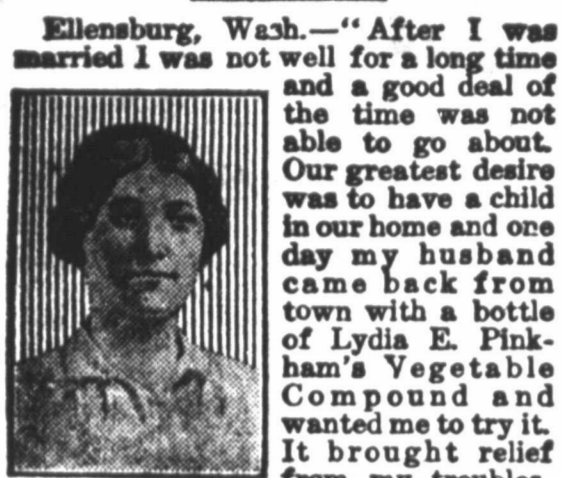 Ellensburg, Wash.—“After I was
married I was not well for a long time
and a good deal of
the time was not
able to go about.
Our greatest desire
was to have a child
in our home and one
day my husband
came back from
town with a bottle
of Lydia E. Pink-
ham's Vegetable
Compound and
wanted me to try it.
It brought relief
from my troubles.